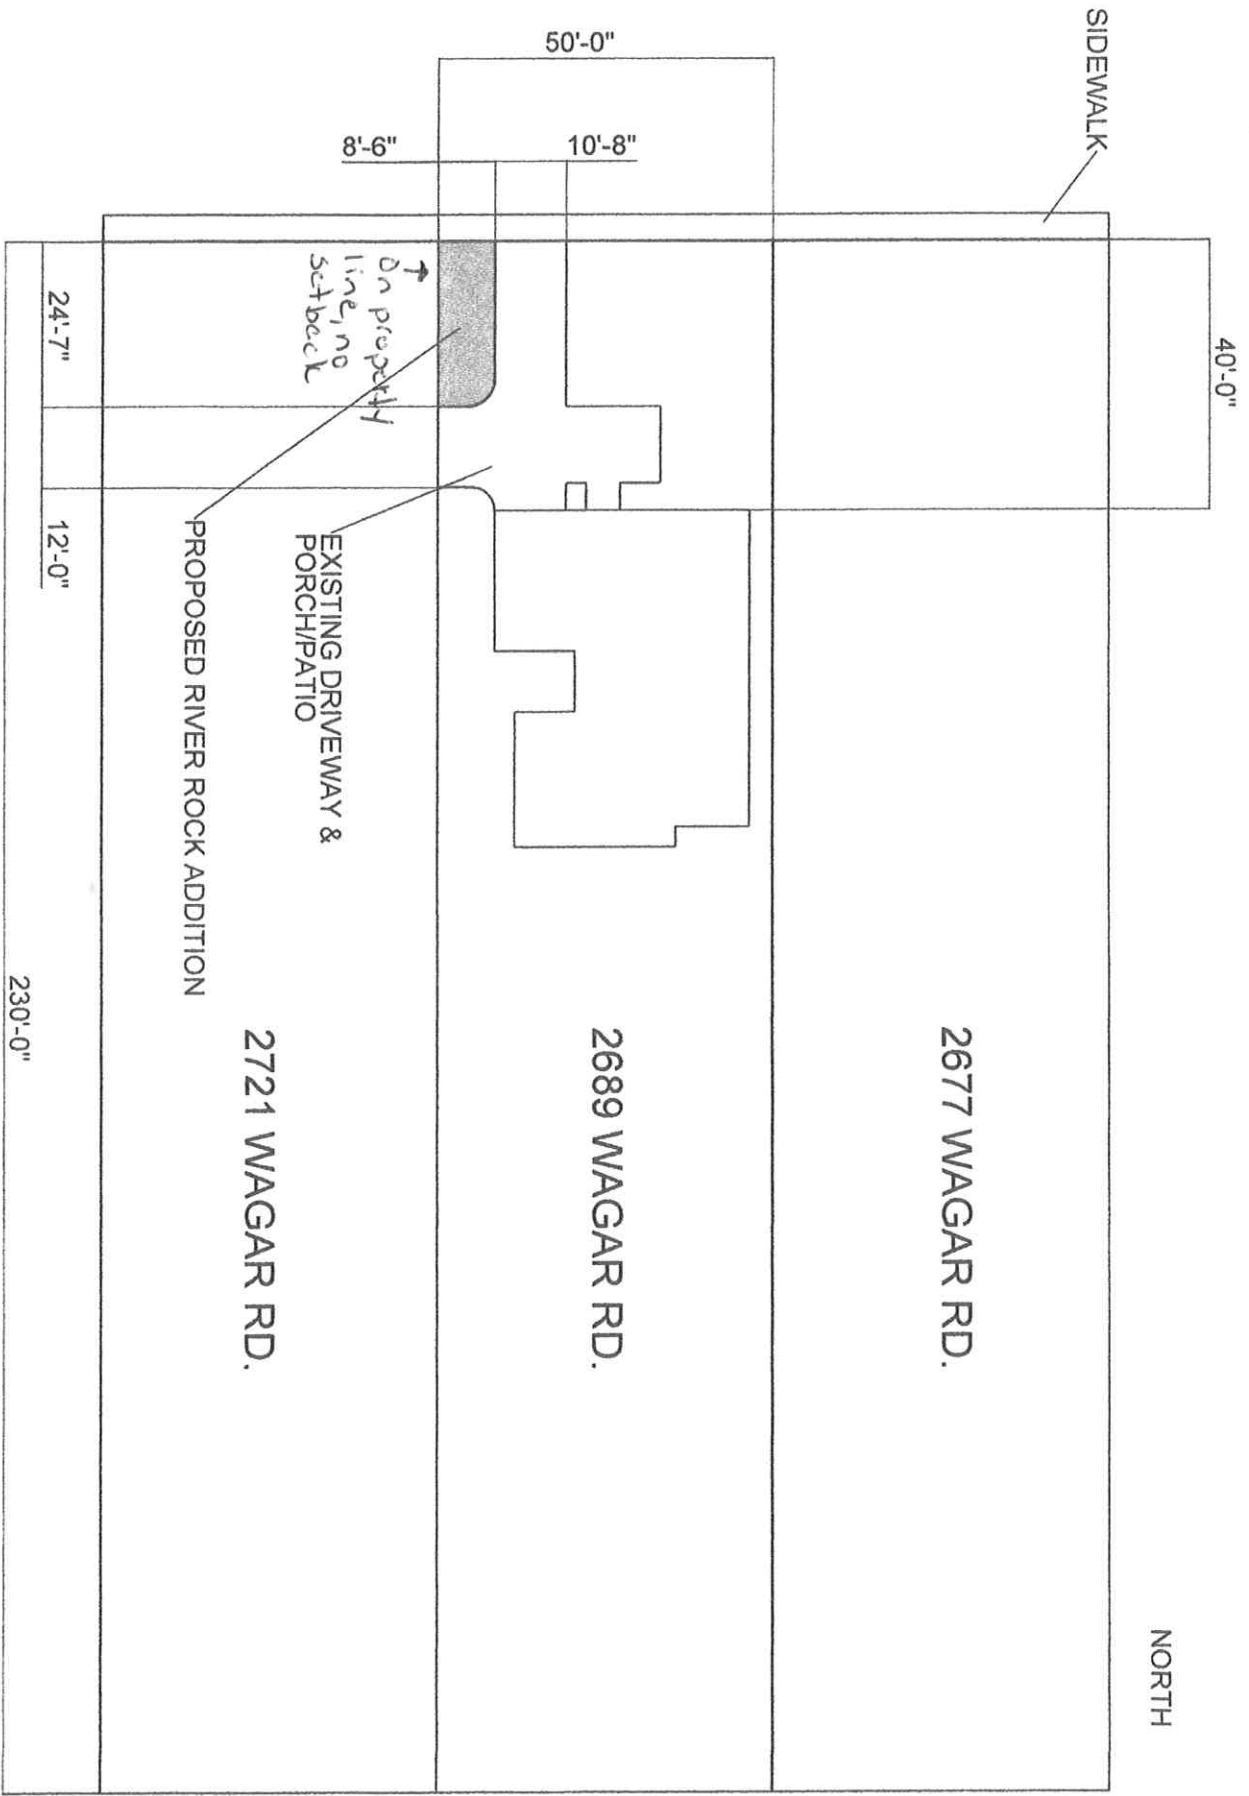 SIDEWALK
50'-0"
8'-6"
10'-8"
40'-0"
NORTH
2677 WAGAR RD.
2689 WAGAR RD.
2721 WAGAR RD.
On property
line, no
setback
EXISTING DRIVEWAY &
PORCH/PATIO
PROPOSED RIVER ROCK ADDITION
24'-7"
12'-0"
230'-0"